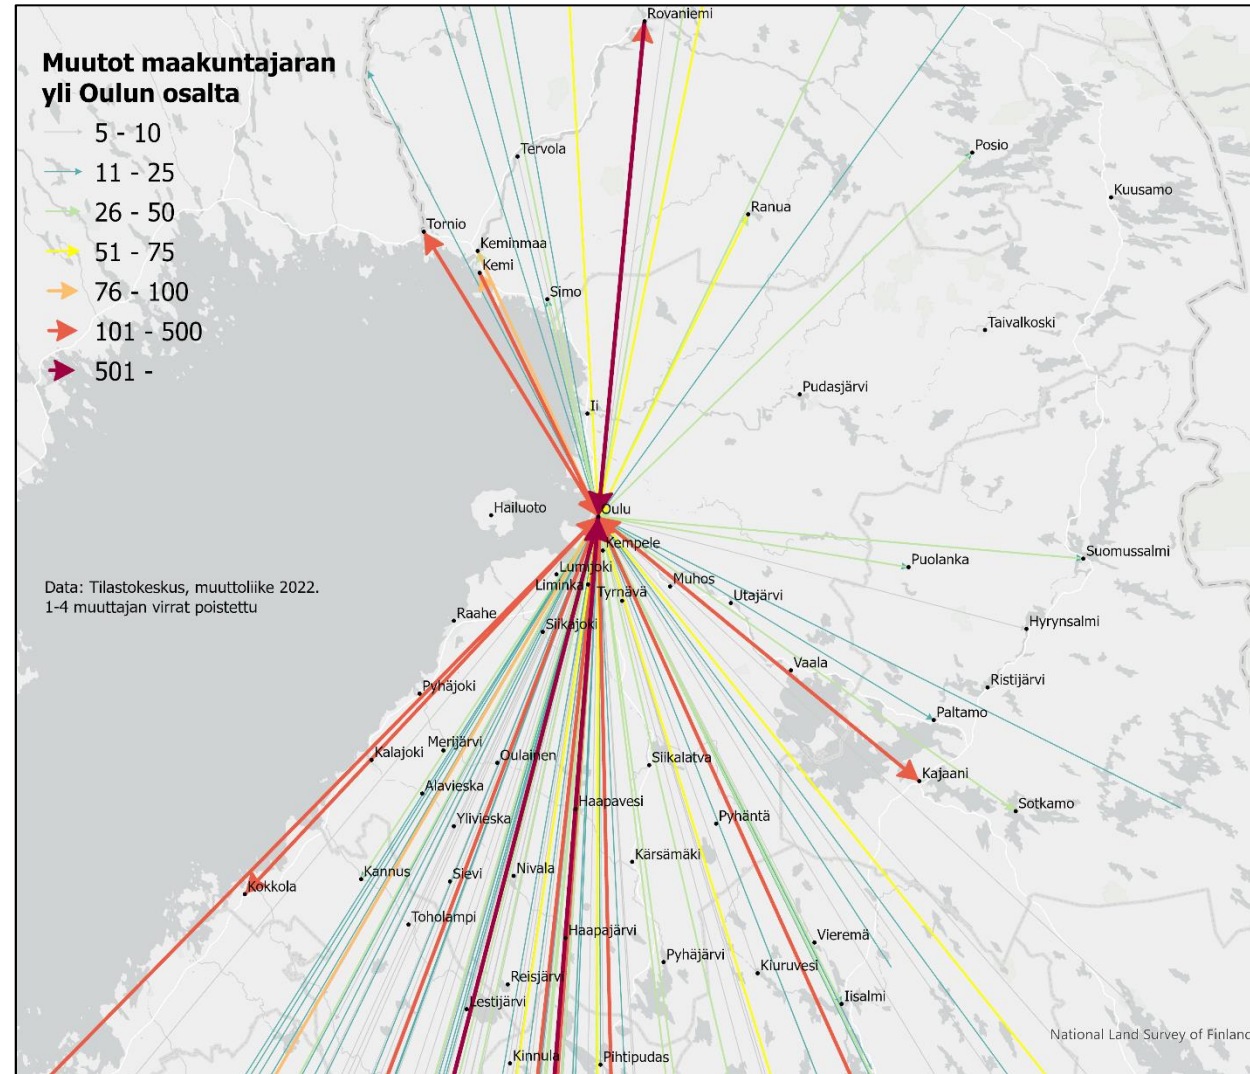 Muutot maakuntajaran
yli Oulun osalta
5 - 10
11 - 25
26 - 50
51 - 75
76 - 100
101 - 500
501 -
Data: Tilastokeskus, muuttoliike 2022.
1-4 muuttajan virrat poistettu
Rovaniemi
Tervola
Posio
Kuusamo
Ranua
Tornio
Keminmaa
Kemi
Simo
Taivalkoski
Pudasjärvi
Ii
Hailuoto
Oulu
Kempele
Suomussalmi
Puolanka
Lumijoki
Liminka
Tyrnävä
Muhos
Utajärvi
Raahe
Siikajoki
Hyrynsalmi
Vaala
Ristijärvi
Pyhäjoki
Paltamo
Merijärvi
Kalajoki
Oulainen
Siikalatva
Kajaani
Alavieska
Haapavesi
Sotkamo
Ylivieska
Pyhäntä
Kärsämäki
Kannus
Sievi
Nivala
Kokkola
Toholampi
Haapajärvi
Vieremä
Pyhäjärvi
Kiuruvesi
Reisjärvi
Lestijärvi
Iisalmi
Kinnula
Pihtipudas
National Land Survey of Finland